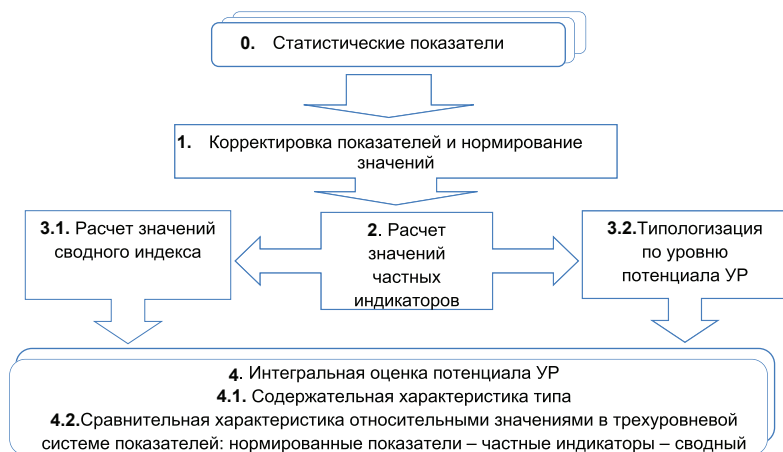 0. Статистические показатели
1. Корректировка показателей и нормирование
значений
3.1. Расчет значений
сводного индекса
2. Расчет
значений
частных
индикаторов
3.2.Типологизация
по уровню
потенциала УР
4. Интегральная оценка потенциала УР
4.1. Содержательная характеристика типа
4.2.Сравнительная характеристика относительными значениями в трехуровневой
системе показателей: нормированные показатели – частные индикаторы – сводный